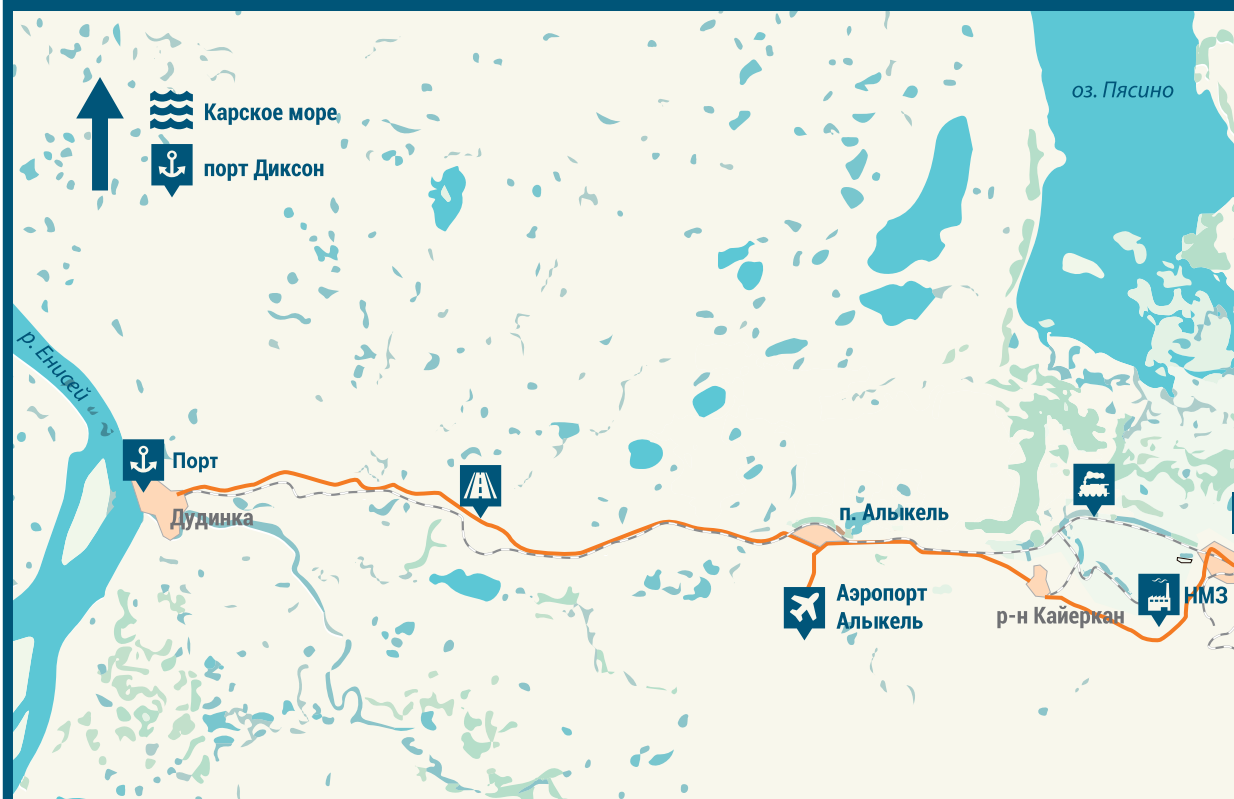 оз. Пясино
Карское море
порт Диксон
р. Енисей
Порт
Дудинка
п. Алыкель
Аэропорт
Алыкель
НМЗ
р-н Кайеркан